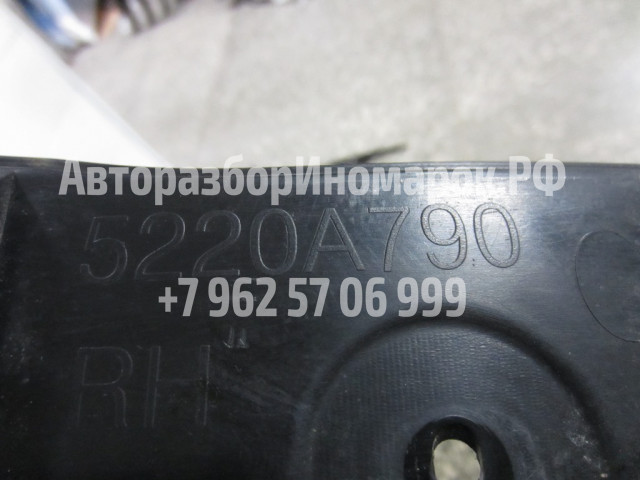 АвторазборИномарок.РФ
5220A790
+7 962 57 06 999
RH